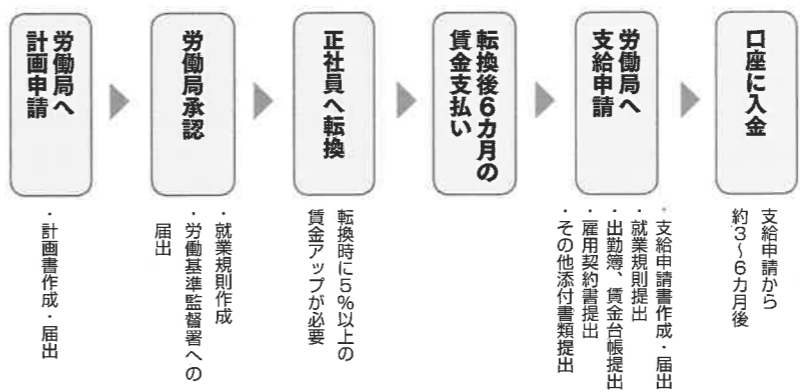 労働局へ
計画申請
労働局承認
正社員へ転換
転換後6カ月の
賃金支払い
労働局へ
支給申請
口座に入金
・計画書作成・届出
・就業規則作成
・労働基準監督署への
届出
転換時に5%以上の
賃金アップが必要
・支給申請書作成・届出
・就業規則提出
・出勤簿、賃金台帳提出
・雇用契約書提出
・その他添付書類提出
支給申請から
約3〜6カ月後